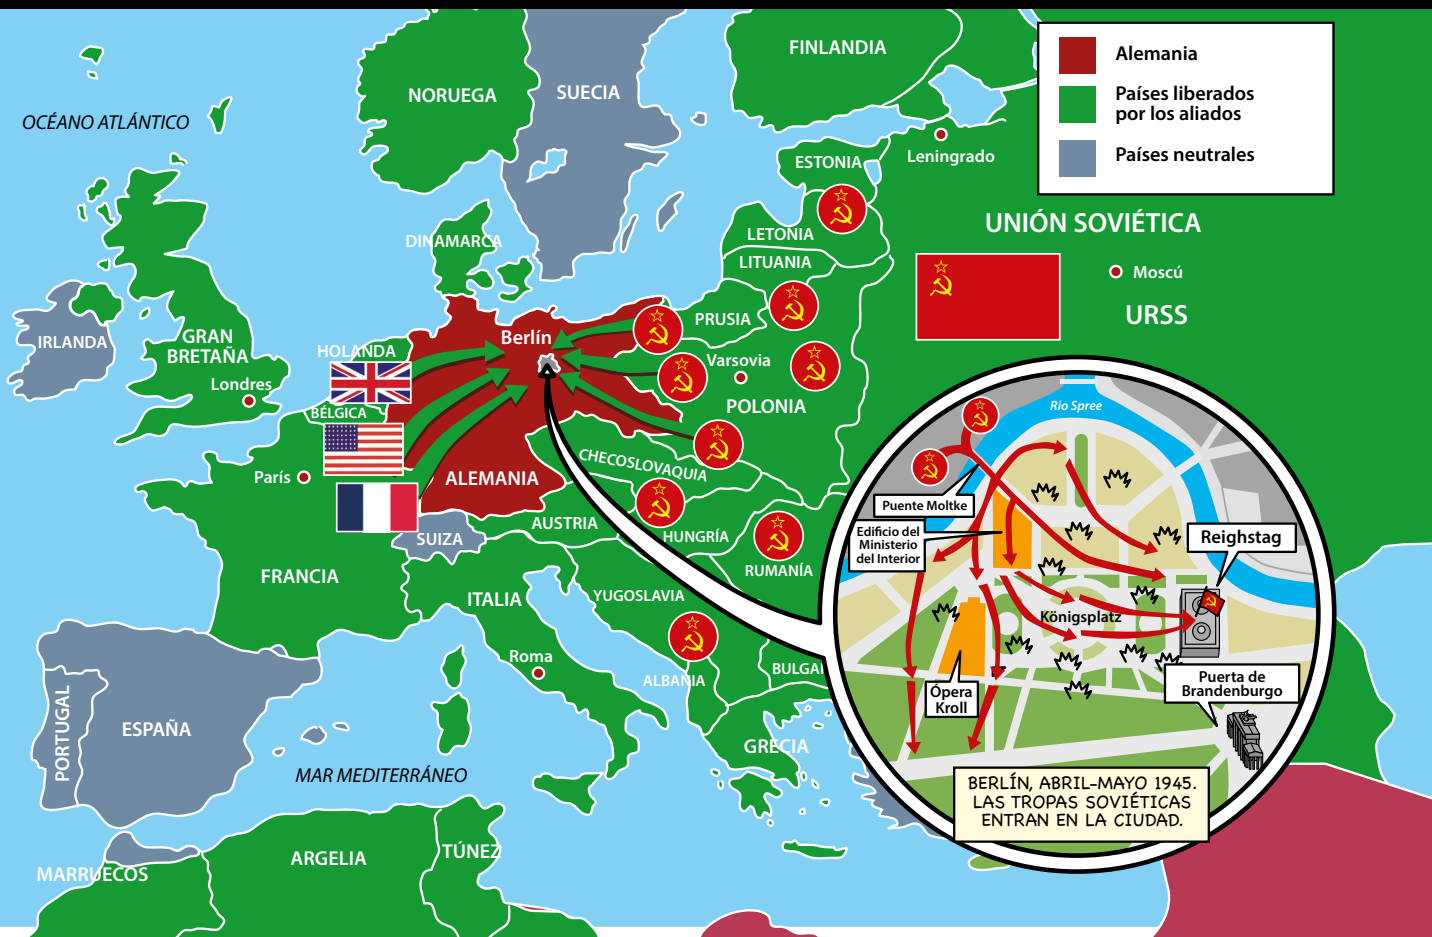 Alemania
Países liberados
por los aliados
Países neutrales
OCÉANO ATLÁNTICO
NORUEGA
SUECIA
FINLANDIA
Leningrado
ESTONIA
LETONIA
LITUANIA
UNIÓN SOVIÉTICA
Moscú
URSS
DINAMARCA
IRLANDA
GRAN
BRETAÑA
Londres
HOLANDA
BÉLGICA
Berlín
PRUSIA
Varsovia
POLONIA
París
ALEMANIA
CHECOSLOVAQUIA
SUIZA
AUSTRIA
HUNGRÍA
RUMANÍA
FRANCIA
ITALIA
YUGOSLAVIA
Roma
ALBANIA
BULGA
GRECIA
PORTUGAL
ESPAÑA
MAR MEDITERRÁNEO
MARRUECOS
ARGELIA
TÚNEZ
Rio Spree
Puente Moltke
Edificio del
Ministerio
del Interior
Reighstag
Königsplatz
Ópera
Kroll
Puerta de
Brandenburgo
BERLÍN, ABRIL-MAYO 1945.
LAS TROPAS SOVIÉTICAS
ENTRAN EN LA CIUDAD.